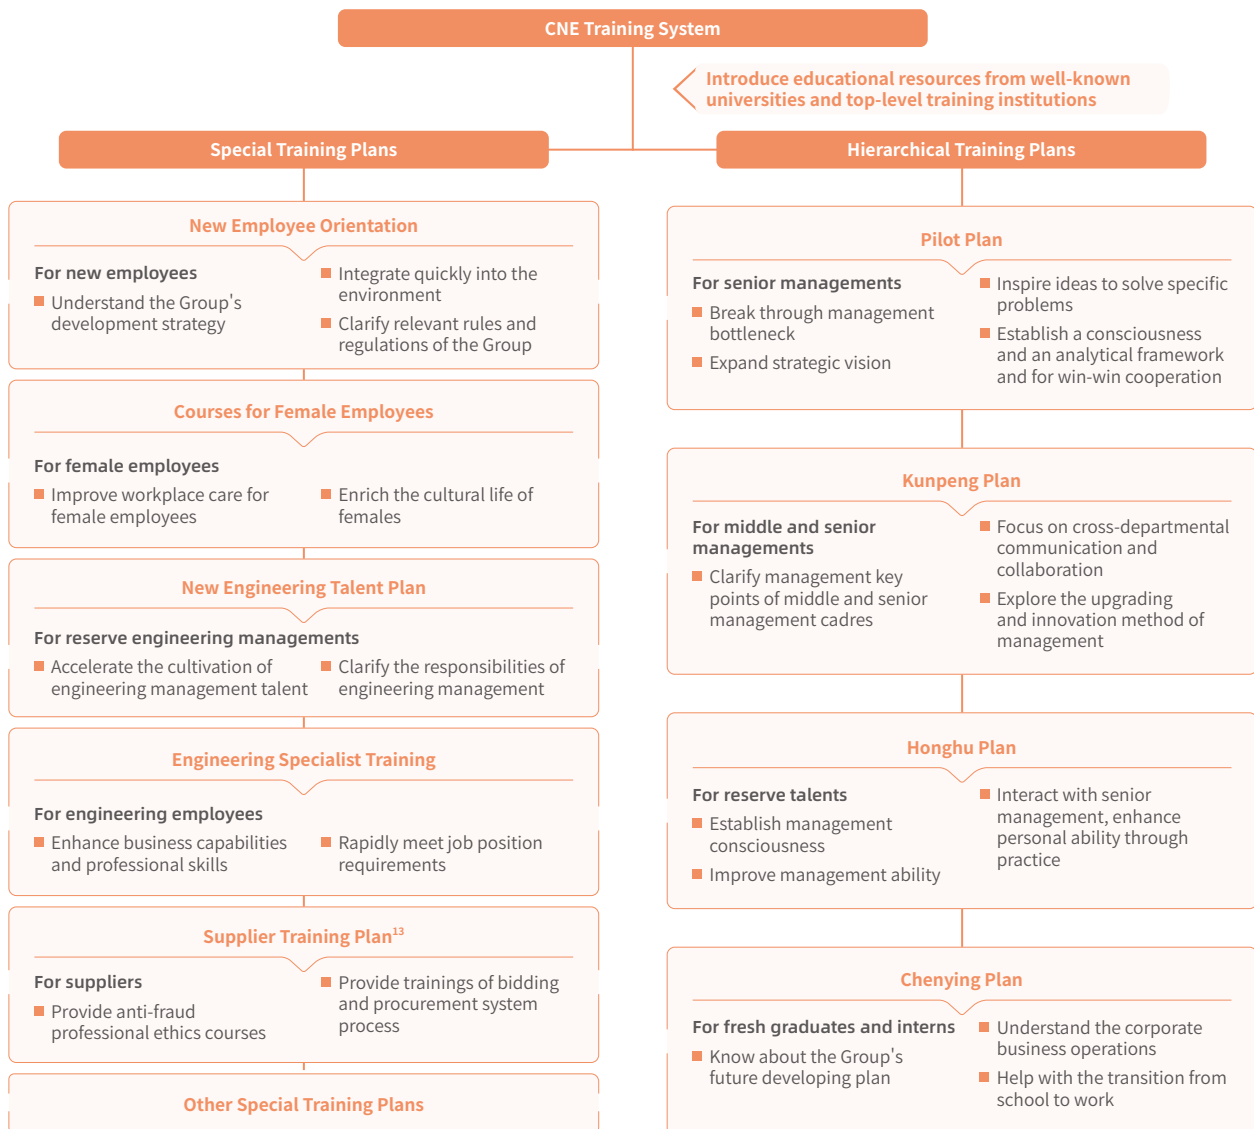 CNE Training System
Introduce educational resources from well-known
universities and top-level training institutions
Special Training Plans
New Employee Orientation
For new employees
Understand the Group's
development strategy
Integrate quickly into the
environment
Clarify relevant rules and
regulations of the Group
Courses for Female Employees
For female employees
Improve workplace care for
female employees
Enrich the cultural life of
females
New Engineering Talent Plan
For reserve engineering managements
Accelerate the cultivation of
engineering management talent
Clarify the responsibilities of
engineering management
Engineering Specialist Training
For engineering employees
Enhance business capabilities
and professional skills
Rapidly meet job position
requirements
Supplier Training Plan¹³
For suppliers
Provide anti-fraud
professional ethics courses
Provide trainings of bidding
and procurement system
process
Other Special Training Plans
Hierarchical Training Plans
Pilot Plan
For senior managements
Break through management
bottleneck
Expand strategic vision
Inspire ideas to solve specific
problems
Establish a consciousness
and an analytical framework
and for win-win cooperation
Kunpeng Plan
For middle and senior
managements
Clarify management key
points of middle and senior
management cadres
Focus on cross-departmental
communication and
collaboration
Explore the upgrading
and innovation method of
management
Honghu Plan
For reserve talents
Establish management
consciousness
Improve management ability
Interact with senior
management, enhance
personal ability through
practice
Chenying Plan
For fresh graduates and interns
Know about the Group's
future developing plan
Understand the corporate
business operations
Help with the transition from
school to work